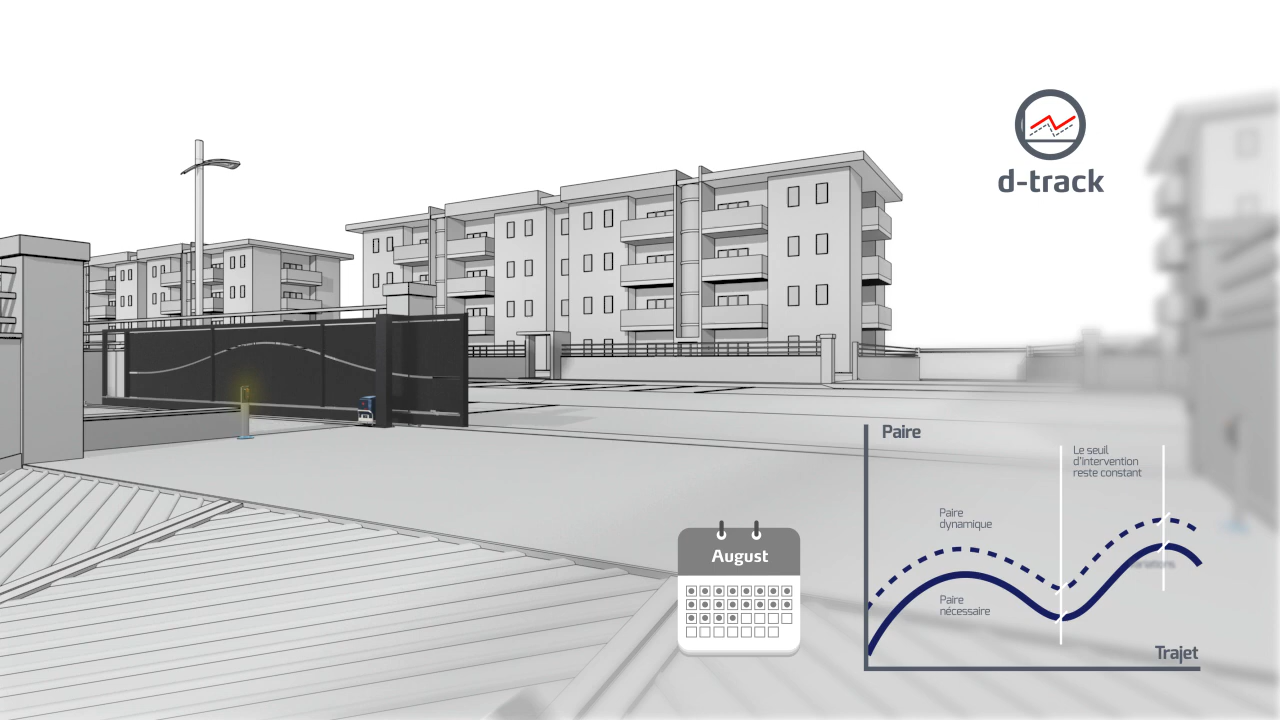 d-track
Paire
Le seuil
d'intervention
reste constant
Paire
dynamique
August
Paire
nécessaire
Trajet